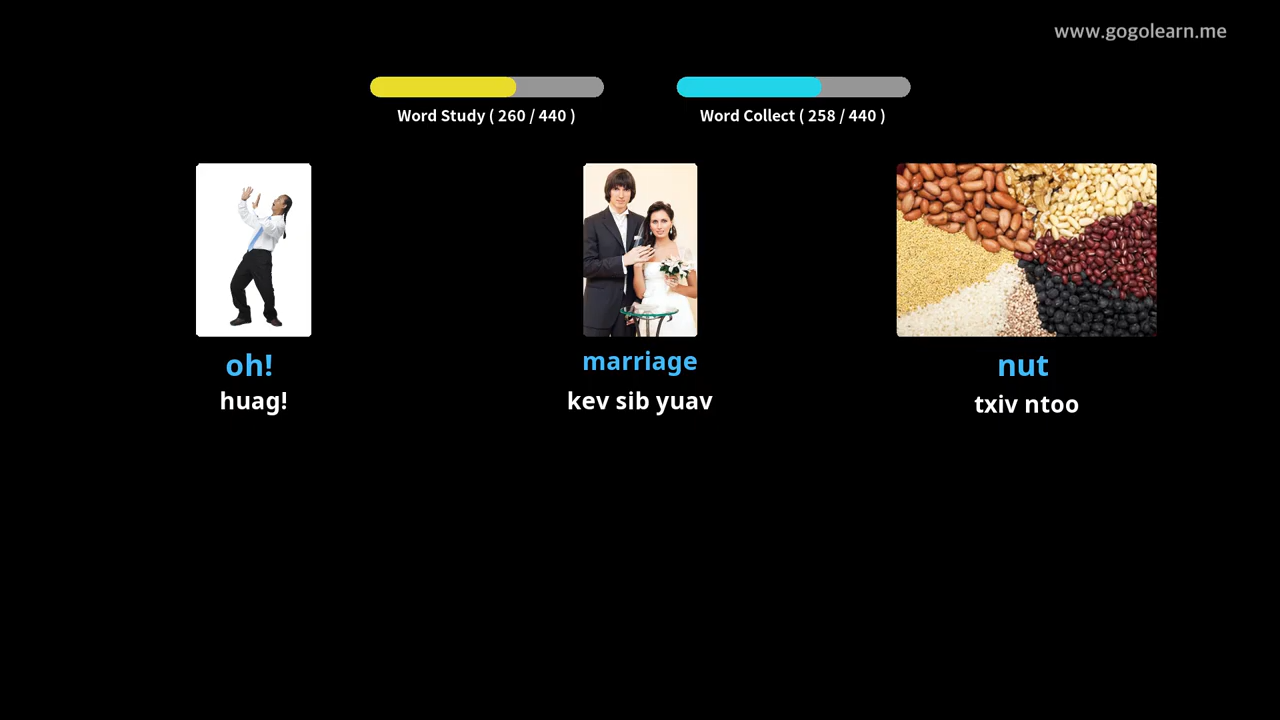 www.gogolearn.me
Word Study ( 260 / 440 )
Word Collect ( 258 / 440 )
oh!
huag!
marriage
kev sib yuav
nut
txiv ntoo